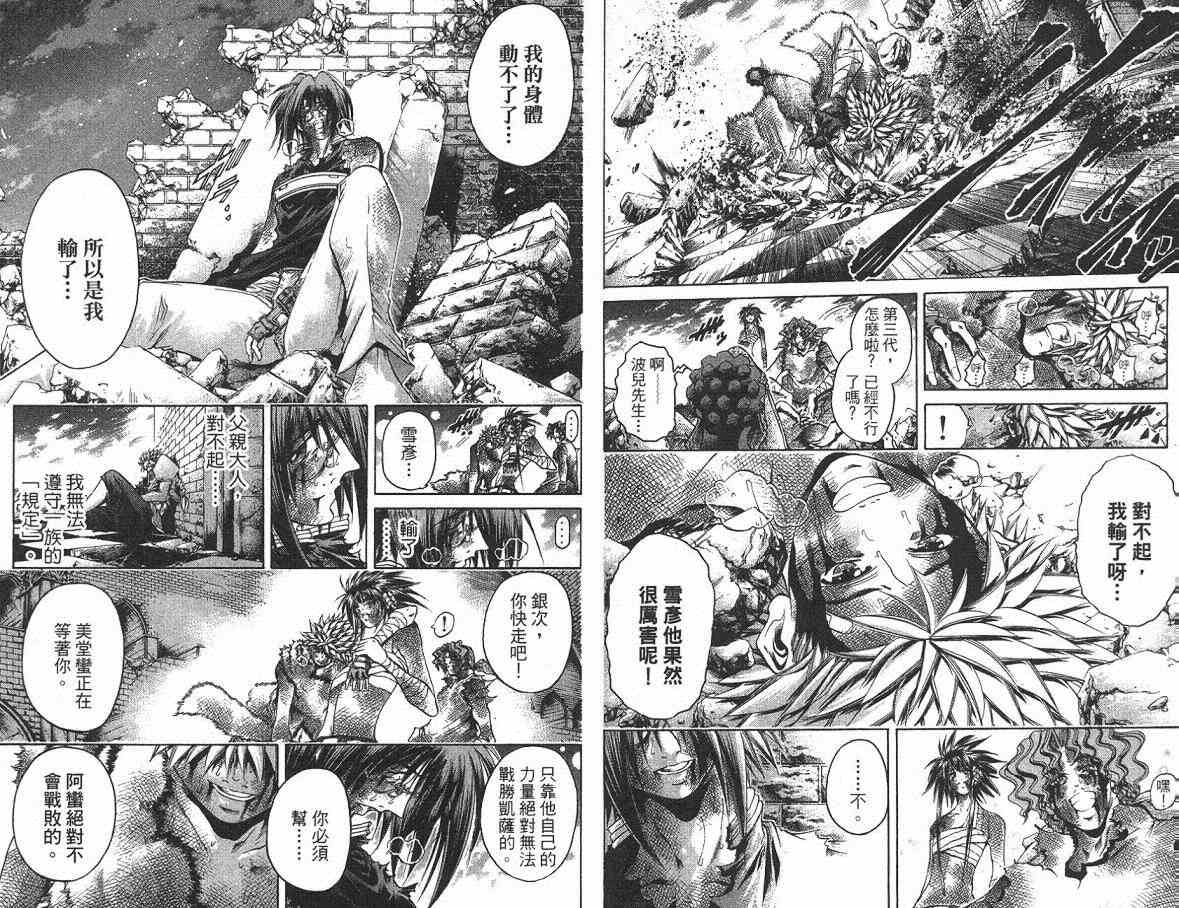 呼…
呼…
呼…
！
第三代，
怎麼啦？已經不行
了嗎？
啊～～
波兒先生…
對不起，
我輸了呀…
雪彥他果然
很厲害呢！
嘿！
…不。
我的身體
動不了了…
所以是我
輸了…
…
雪彥…
…
輸了
……
父親大人，
對不起……
我無法
遵守一族的
「規定」。
銀次，
你快走吧！
！
美堂蠻正在
等著你。
只靠他自己的
力量絕對無法
戰勝凱薩的。
你必須
幫……
阿蠻絕對不
會戰敗的。